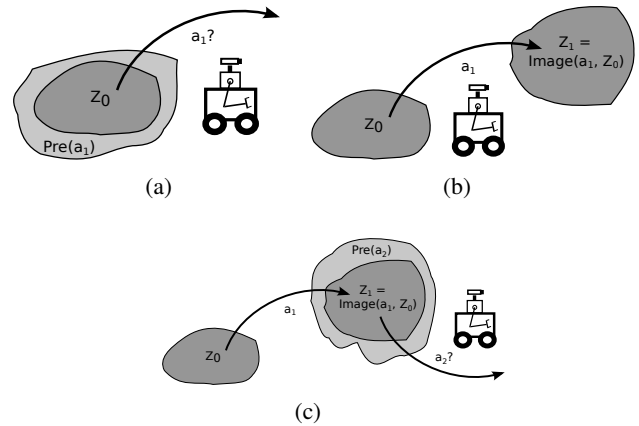 a₁?
Z₀
Pre(a₁)
(a)
Z₁ =
Image(a₁, Z₀)
a₁
Z₀
(b)
Pre(a₂)
Z₁ =
Image(a₁, Z₀)
a₁
Z₀
a₂?
(c)